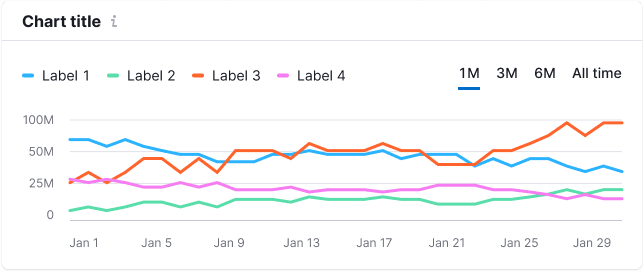 Chart title i
Label 1 Label 2 Label 3 Label 4 1M 3M 6M All time
100M
50M
25M
0
Jan 1 Jan 5 Jan 9 Jan 13 Jan 17 Jan 21 Jan 25 Jan 29